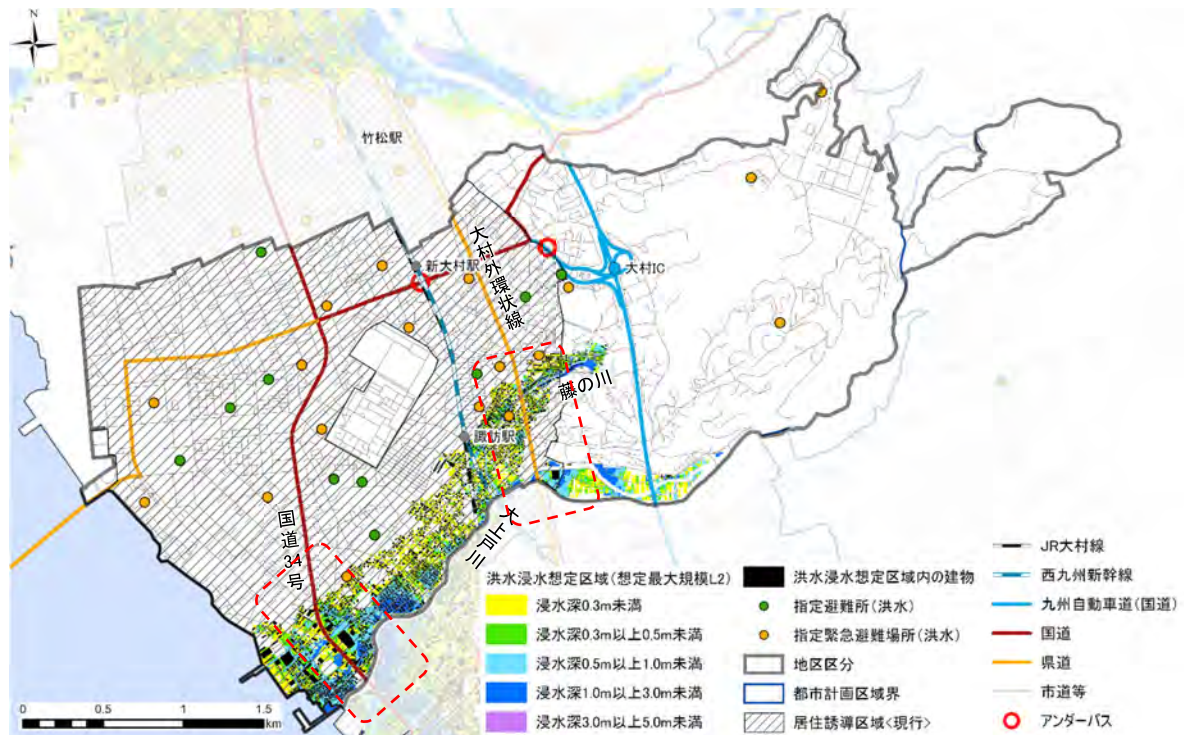 N
竹松駅
新大村駅
大村外環状線
大村IC
藤の川
諏訪駅
大上戸川
国道34号
洪水浸水想定区域(想定最大規模L2)
浸水深0.3m未満
浸水深0.3m以上0.5m未満
浸水深0.5m以上1.0m未満
浸水深1.0m以上3.0m未満
浸水深3.0m以上5.0m未満
洪水浸水想定区域内の建物
指定避難所(洪水)
指定緊急避難場所(洪水)
地区区分
都市計画区域界
居住誘導区域<現行>
JR大村線
西九州新幹線
九州自動車道(国道)
国道
県道
市道等
アンダーパス
0 0.5 1 1.5
km